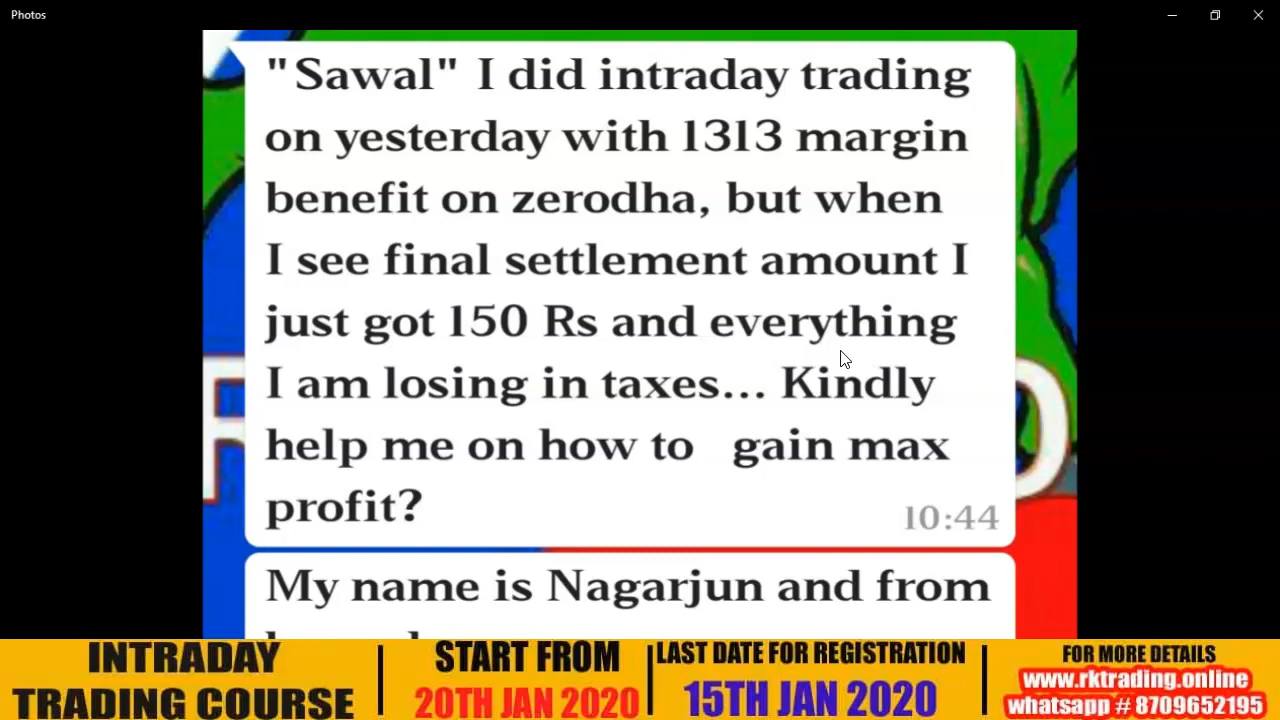 Photos
"Sawal" I did intraday trading
on yesterday with 1313 margin
benefit on zerodha, but when
I see final settlement amount I
just got 150 Rs and everything
I am losing in taxes... Kindly
help me on how to gain max
profit?
10:44
My name is Nagarjun and from
INTRADAY
TRADING COURSE
START FROM
20TH JAN 2020
LAST DATE FOR REGISTRATION
15TH JAN 2020
FOR MORE DETAILS
www.rktrading.online
whatsapp # 8709652195